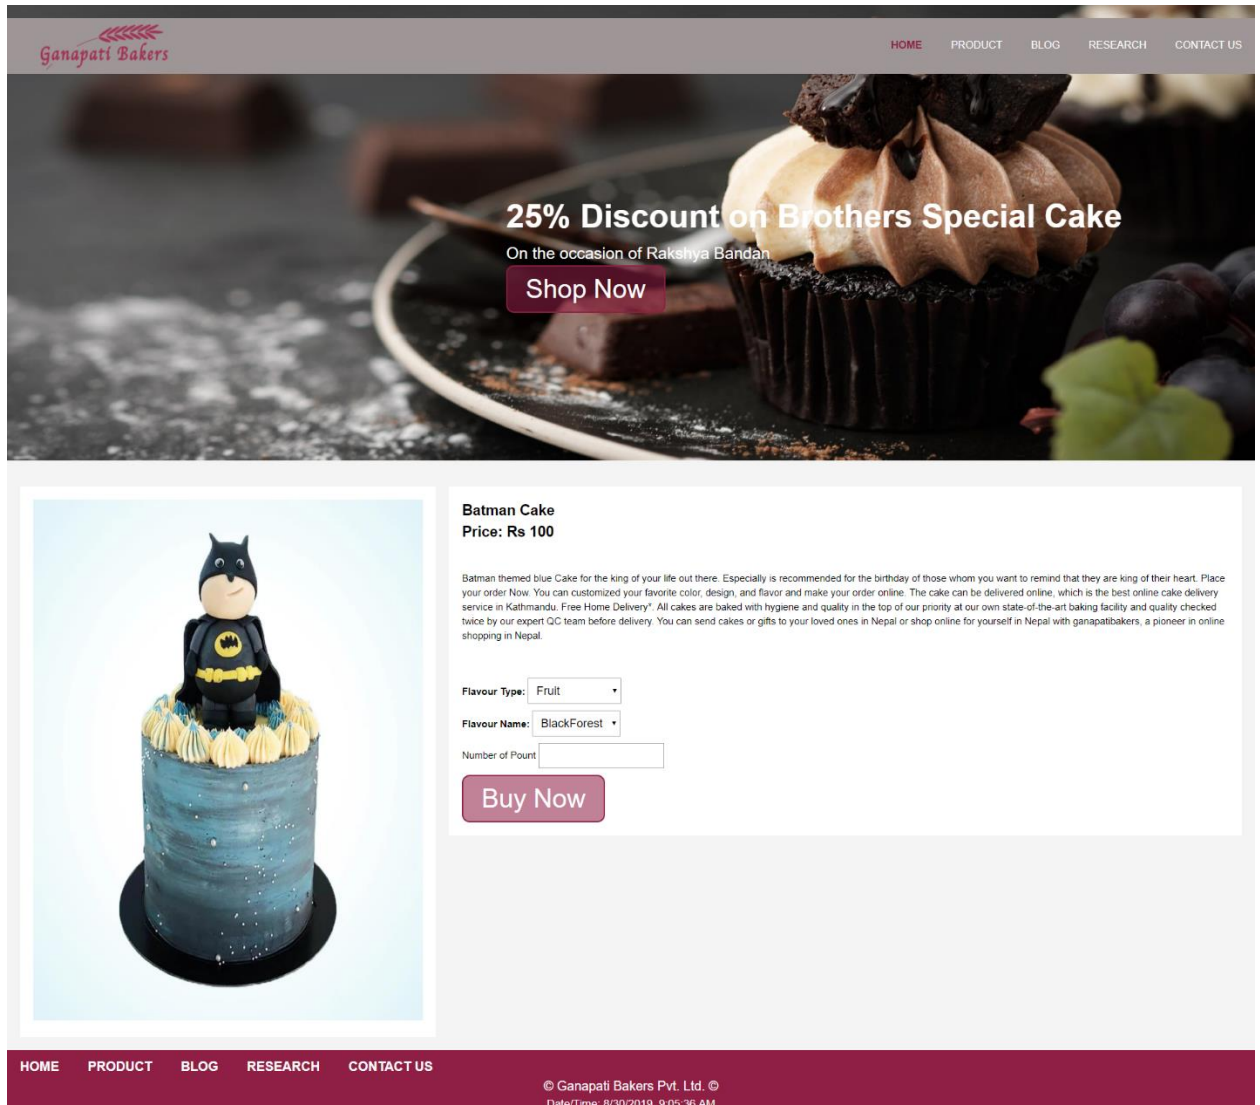 Ganapati Bakers
HOME PRODUCT BLOG RESEARCH CONTACT US
25% Discount on Brothers Special Cake
On the occasion of Rakshya Bandan
Shop Now
Batman Cake
Price: Rs 100
Batman themed blue Cake for the king of your life out there. Especially is recommended for the birthday of those whom you want to remind that they are king of their heart. Place
your order Now. You can customized your favorite color, design, and flavor and make your order online. The cake can be delivered online, which is the best online cake delivery
service in Kathmandu. Free Home Delivery*. All cakes are baked with hygiene and quality in the top of our priority at our own state-of-the-art baking facility and quality checked
twice by our expert QC team before delivery. You can send cakes or gifts to your loved ones in Nepal or shop online for yourself in Nepal with ganapatibakers, a pioneer in online
shopping in Nepal.
Flavour Type: Fruit
Flavour Name: BlackForest
Number of Pount
Buy Now
HOME PRODUCT BLOG RESEARCH CONTACT US
© Ganapati Bakers Pvt. Ltd. ©
Date/Time: 8/30/2019, 9:05:36 AM